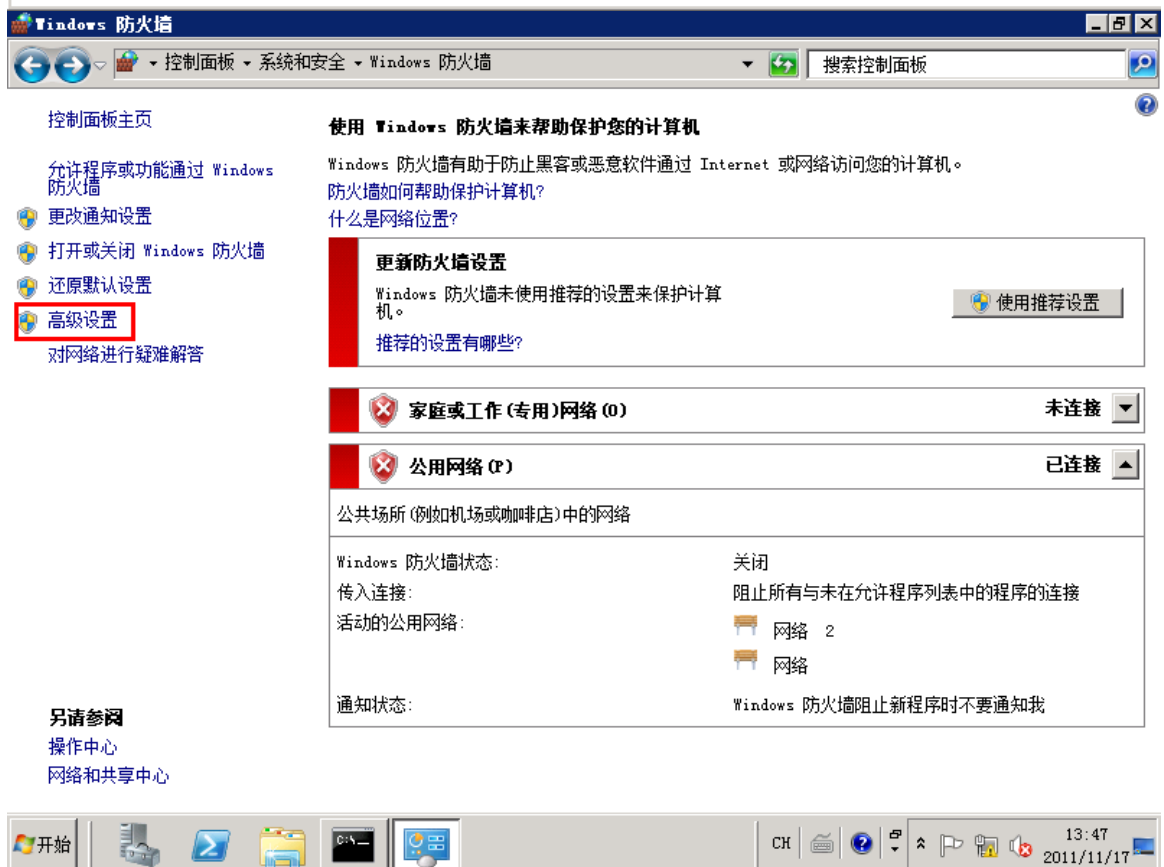 Windows 防火墙
控制面板 系统和安全 Windows 防火墙
搜索控制面板
控制面板主页
允许程序或功能通过 Windows
防火墙
更改通知设置
打开或关闭 Windows 防火墙
还原默认设置
高级设置
对网络进行疑难解答
另请参阅
操作中心
网络和共享中心
使用 Windows 防火墙来帮助保护您的计算机
Windows 防火墙有助于防止黑客或恶意软件通过 Internet 或网络访问您的计算机。
防火墙如何帮助保护计算机?
什么是网络位置?
更新防火墙设置
Windows 防火墙未使用推荐的设置来保护计算
机。
推荐的设置有哪些?
使用推荐设置
家庭或工作(专用)网络(O) 未连接
公用网络(P) 已连接
公共场所(例如机场或咖啡店)中的网络
Windows 防火墙状态: 关闭
传入连接: 阻止所有与未在允许程序列表中的程序的连接
活动的公用网络: 网络 2
网络
通知状态: Windows 防火墙阻止新程序时不要通知我
开始
C:\
CH
13:47
2011/11/17